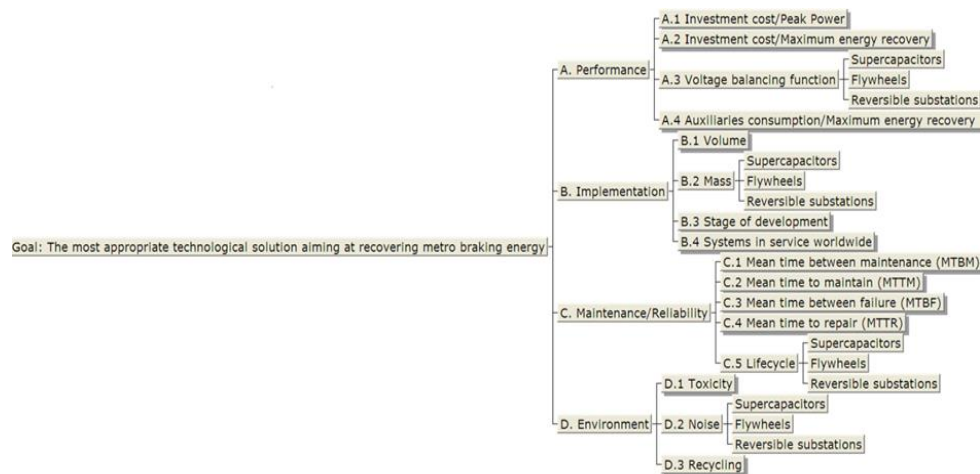 A.1 Investment cost/Peak Power
A.2 Investment cost/Maximum energy recovery
Supercapacitors
A. Performance
A.3 Voltage balancing function
Flywheels
Reversible substations
A.4 Auxiliaries consumption/Maximum energy recovery
B.1 Volume
Supercapacitors
B. Implementation
B.2 Mass
Flywheels
Reversible substations
B.3 Stage of development
B.4 Systems in service worldwide
Goal: The most appropriate technological solution aiming at recovering metro braking energy
C.1 Mean time between maintenance (MTBM)
C.2 Mean time to maintain (MTTM)
C. Maintenance/Reliability
C.3 Mean time between failure (MTBF)
C.4 Mean time to repair (MTTR)
Supercapacitors
C.5 Lifecycle
Flywheels
Reversible substations
D.1 Toxicity
Supercapacitors
D. Environment
D.2 Noise
Flywheels
Reversible substations
D.3 Recycling